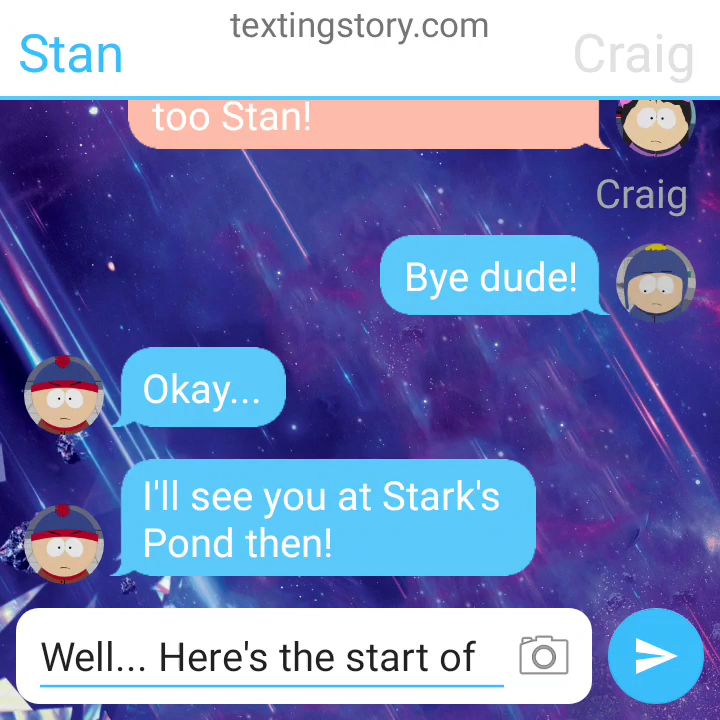 textingstory.com
Stan
Craig
too Stan!
Craig
Bye dude!
Okay...
I'll see you at Stark's
Pond then!
Well... Here's the start of